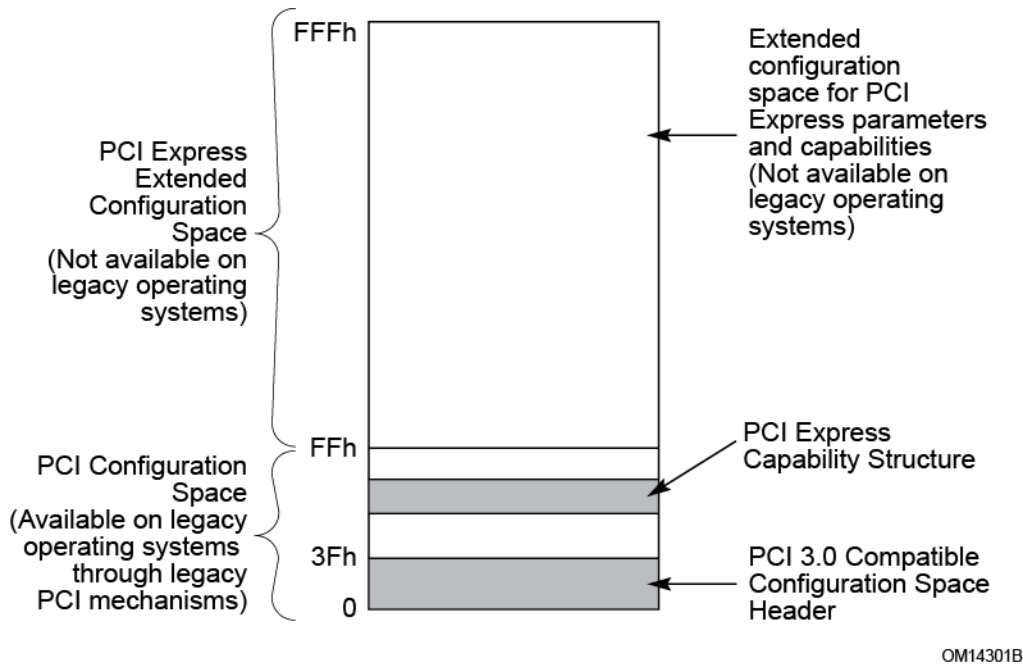 FFFh
Extended
configuration
space for PCI
Express parameters
and capabilities
(Not available on
legacy operating
systems)
PCI Express
Extended
Configuration
Space
(Not available on
legacy operating
systems)
FFh
PCI Express
Capability Structure
PCI Configuration
Space
(Available on legacy
operating systems
through legacy
PCI mechanisms)
3Fh
0
PCI 3.0 Compatible
Configuration Space
Header
OM14301B